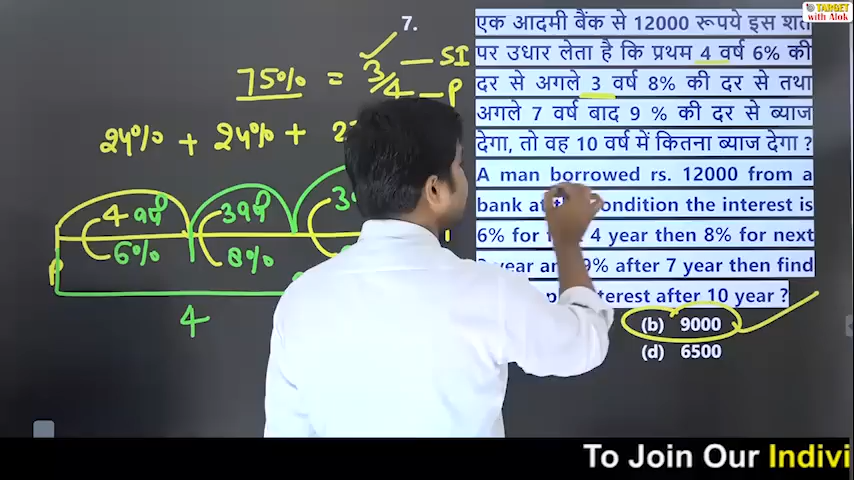 TARGET
with Alok
7.
एक आदमी बैंक से 12000 रूपये इस शर्त
पर उधार लेता है कि प्रथम 4 वर्ष 6% की
दर से अगले 3 वर्ष 8% की दर से तथा
अगले 7 वर्ष बाद 9 % की दर से ब्याज
देगा, तो वह 10 वर्ष में कितना ब्याज देगा ?
A man borrowed rs. 12000 from a
bank at condition the interest is
6% for 4 year then 8% for next
year 9% after 7 year then find
interest after 10 year ?
(b) 9000
(d) 6500
75% = 3/4
SI
P
24% + 24% +
4 वर्ष
3 वर्ष
6%
8%
P
4
To Join Our Indivi